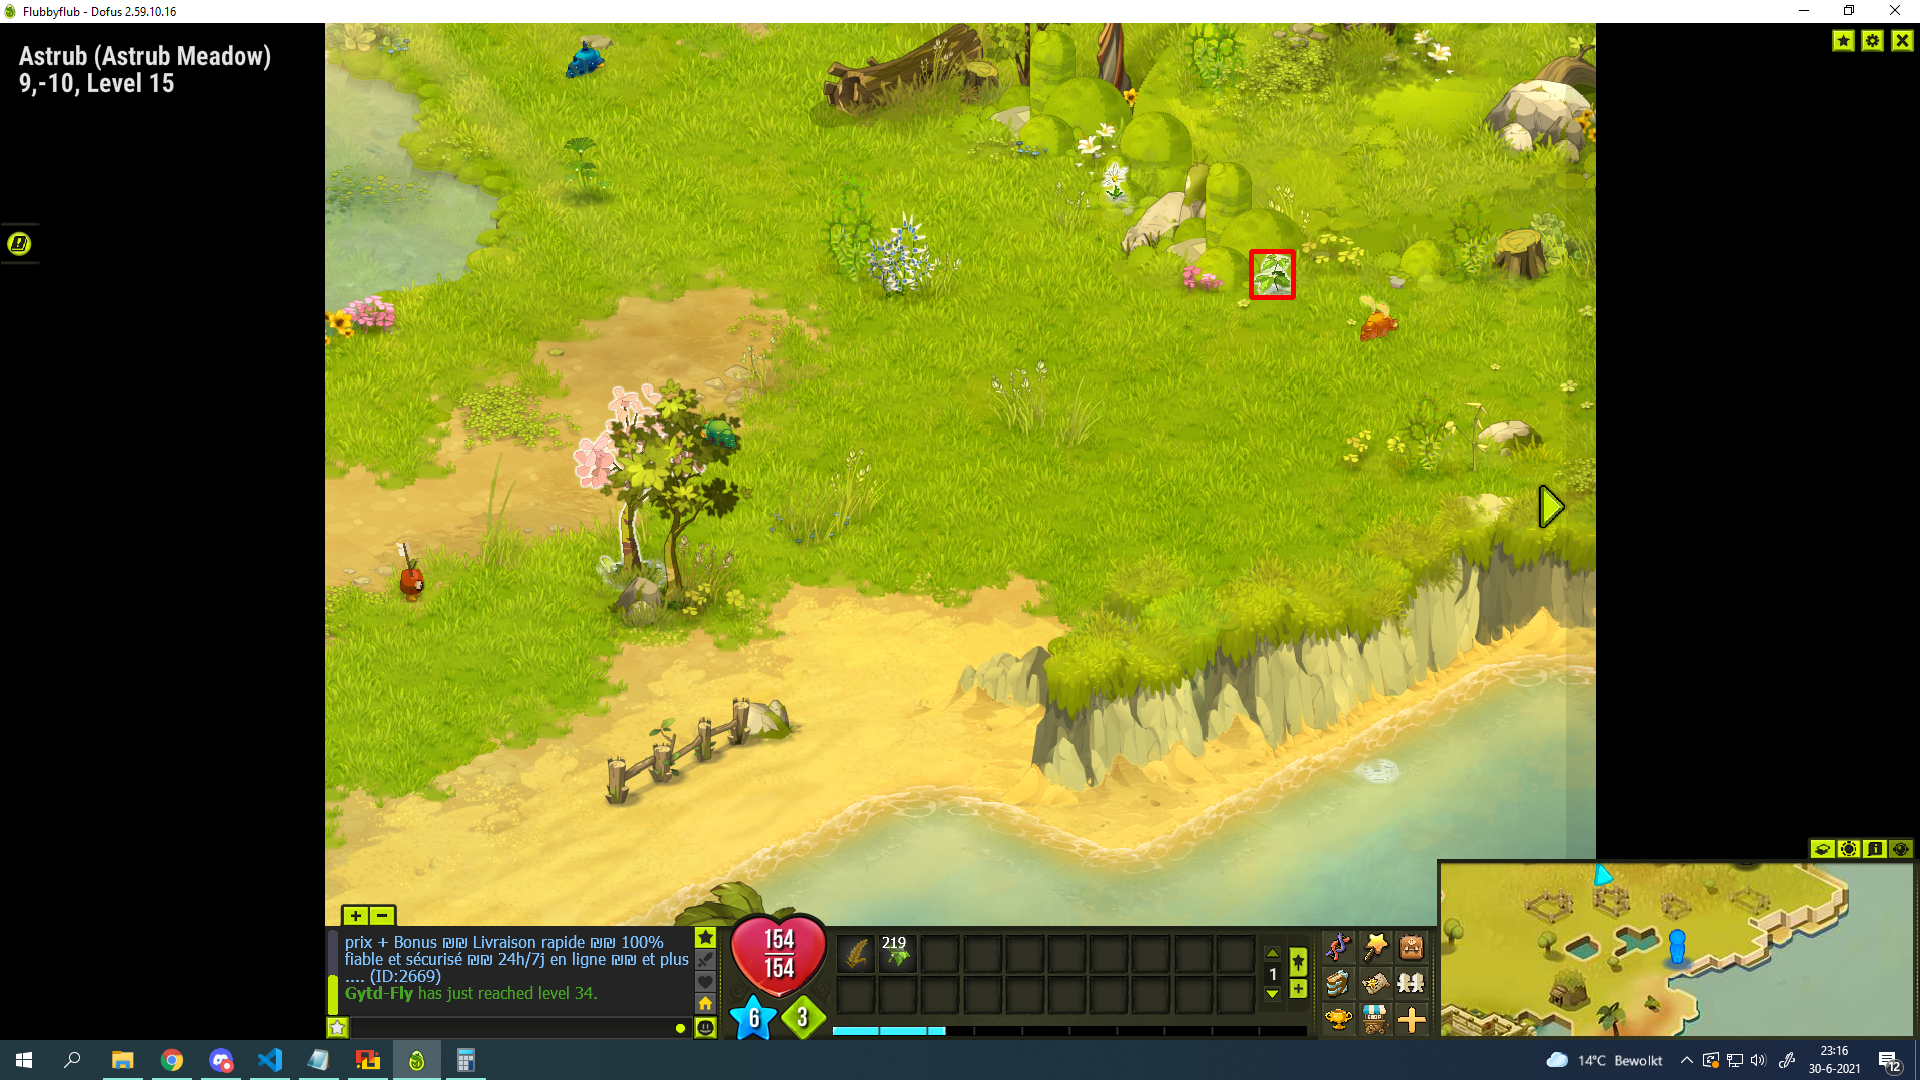 Flubbyflub - Dofus 2.59.10.16
Astrub (Astrub Meadow)
9,-10, Level 15
prix + Bonus ₪₪ Livraison rapide ₪₪ 100%
fiable et sécurisé ₪₪ 24h/7j en ligne ₪₪ et plus
.... (ID:2669)
Gytd-Fly has just reached level 34.
154
154
6
3
219
1
SHOP
14°C Bewolkt
23:16
30-6-2021
12